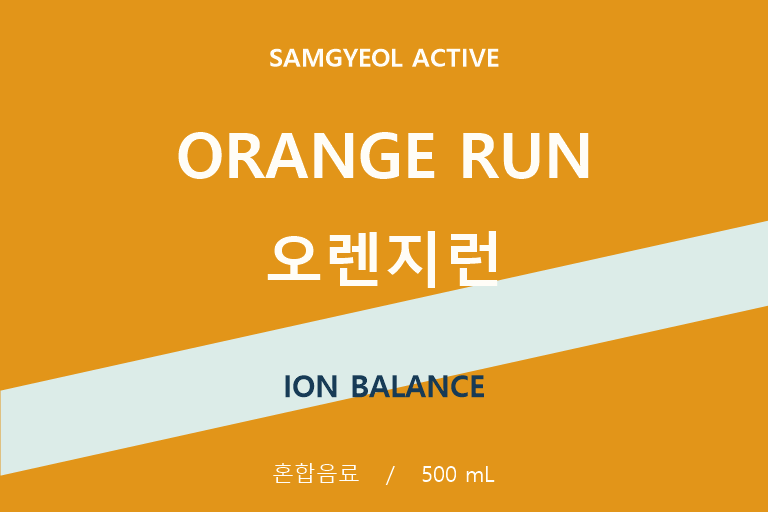 SAMGYEOL ACTIVE
ORANGE RUN
오렌지런
ION BALANCE
혼합음료 / 500 mL